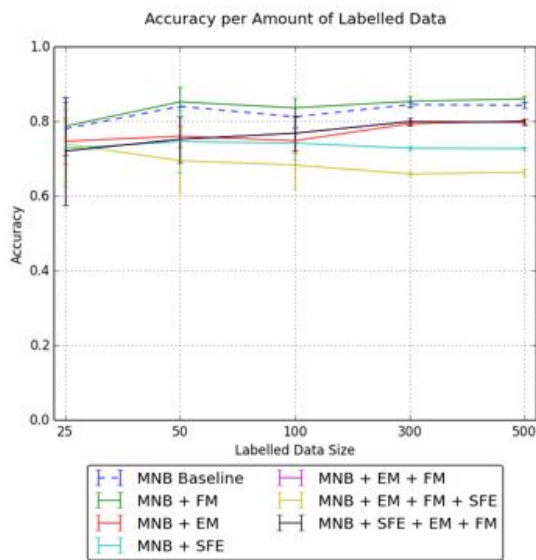 Accuracy per Amount of Labelled Data
1.0
0.8
0.6
0.4
0.2
0.0
Accuracy
25
50
100
300
500
Labelled Data Size
MNB Baseline
MNB + FM
MNB + EM
MNB + SFE
MNB + EM + FM
MNB + EM + FM + SFE
MNB + SFE + EM + FM